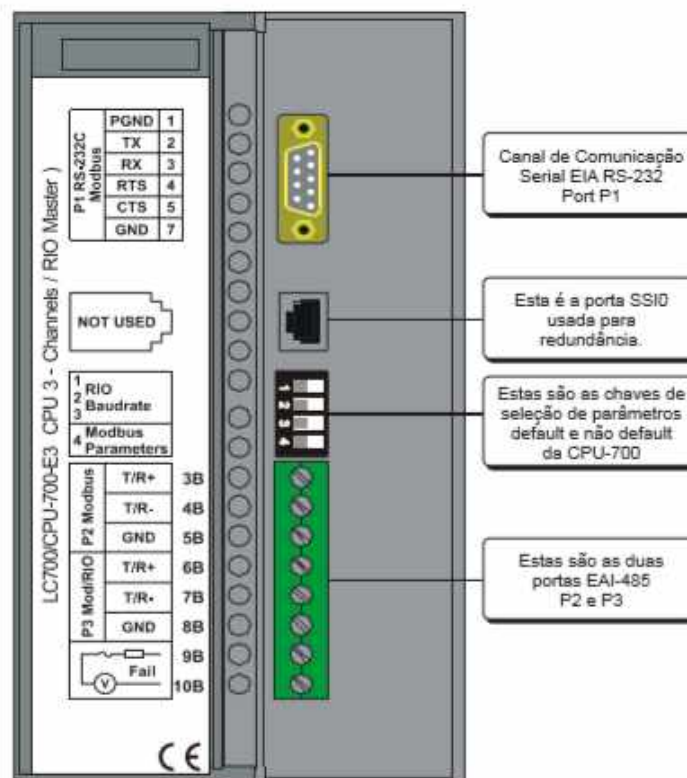 LC700/CPU-700-E3 CPU 3 - Channels / RIO Master )
P1 RS-232C
Modbus
PGND 1
TX 2
RX 3
RTS 4
CTS 5
GND 7
NOT USED
1
2
3
RIO
Baudrate
4
Modbus
Parameters
P2 Modbus
T/R+ 3B
T/R- 4B
GND 5B
P3 Mod/RIO
T/R+ 6B
T/R- 7B
GND 8B
Fail
V
9B
10B
CE
1
2
3
4
Canal de Comunicação
Serial EIA RS-232
Port P1
Esta é a porta SSI0
usada para
redundância.
Estas são as chaves de
seleção de parâmetros
default e não default
da CPU-700
Estas são as duas
portas EAI-485
P2 e P3